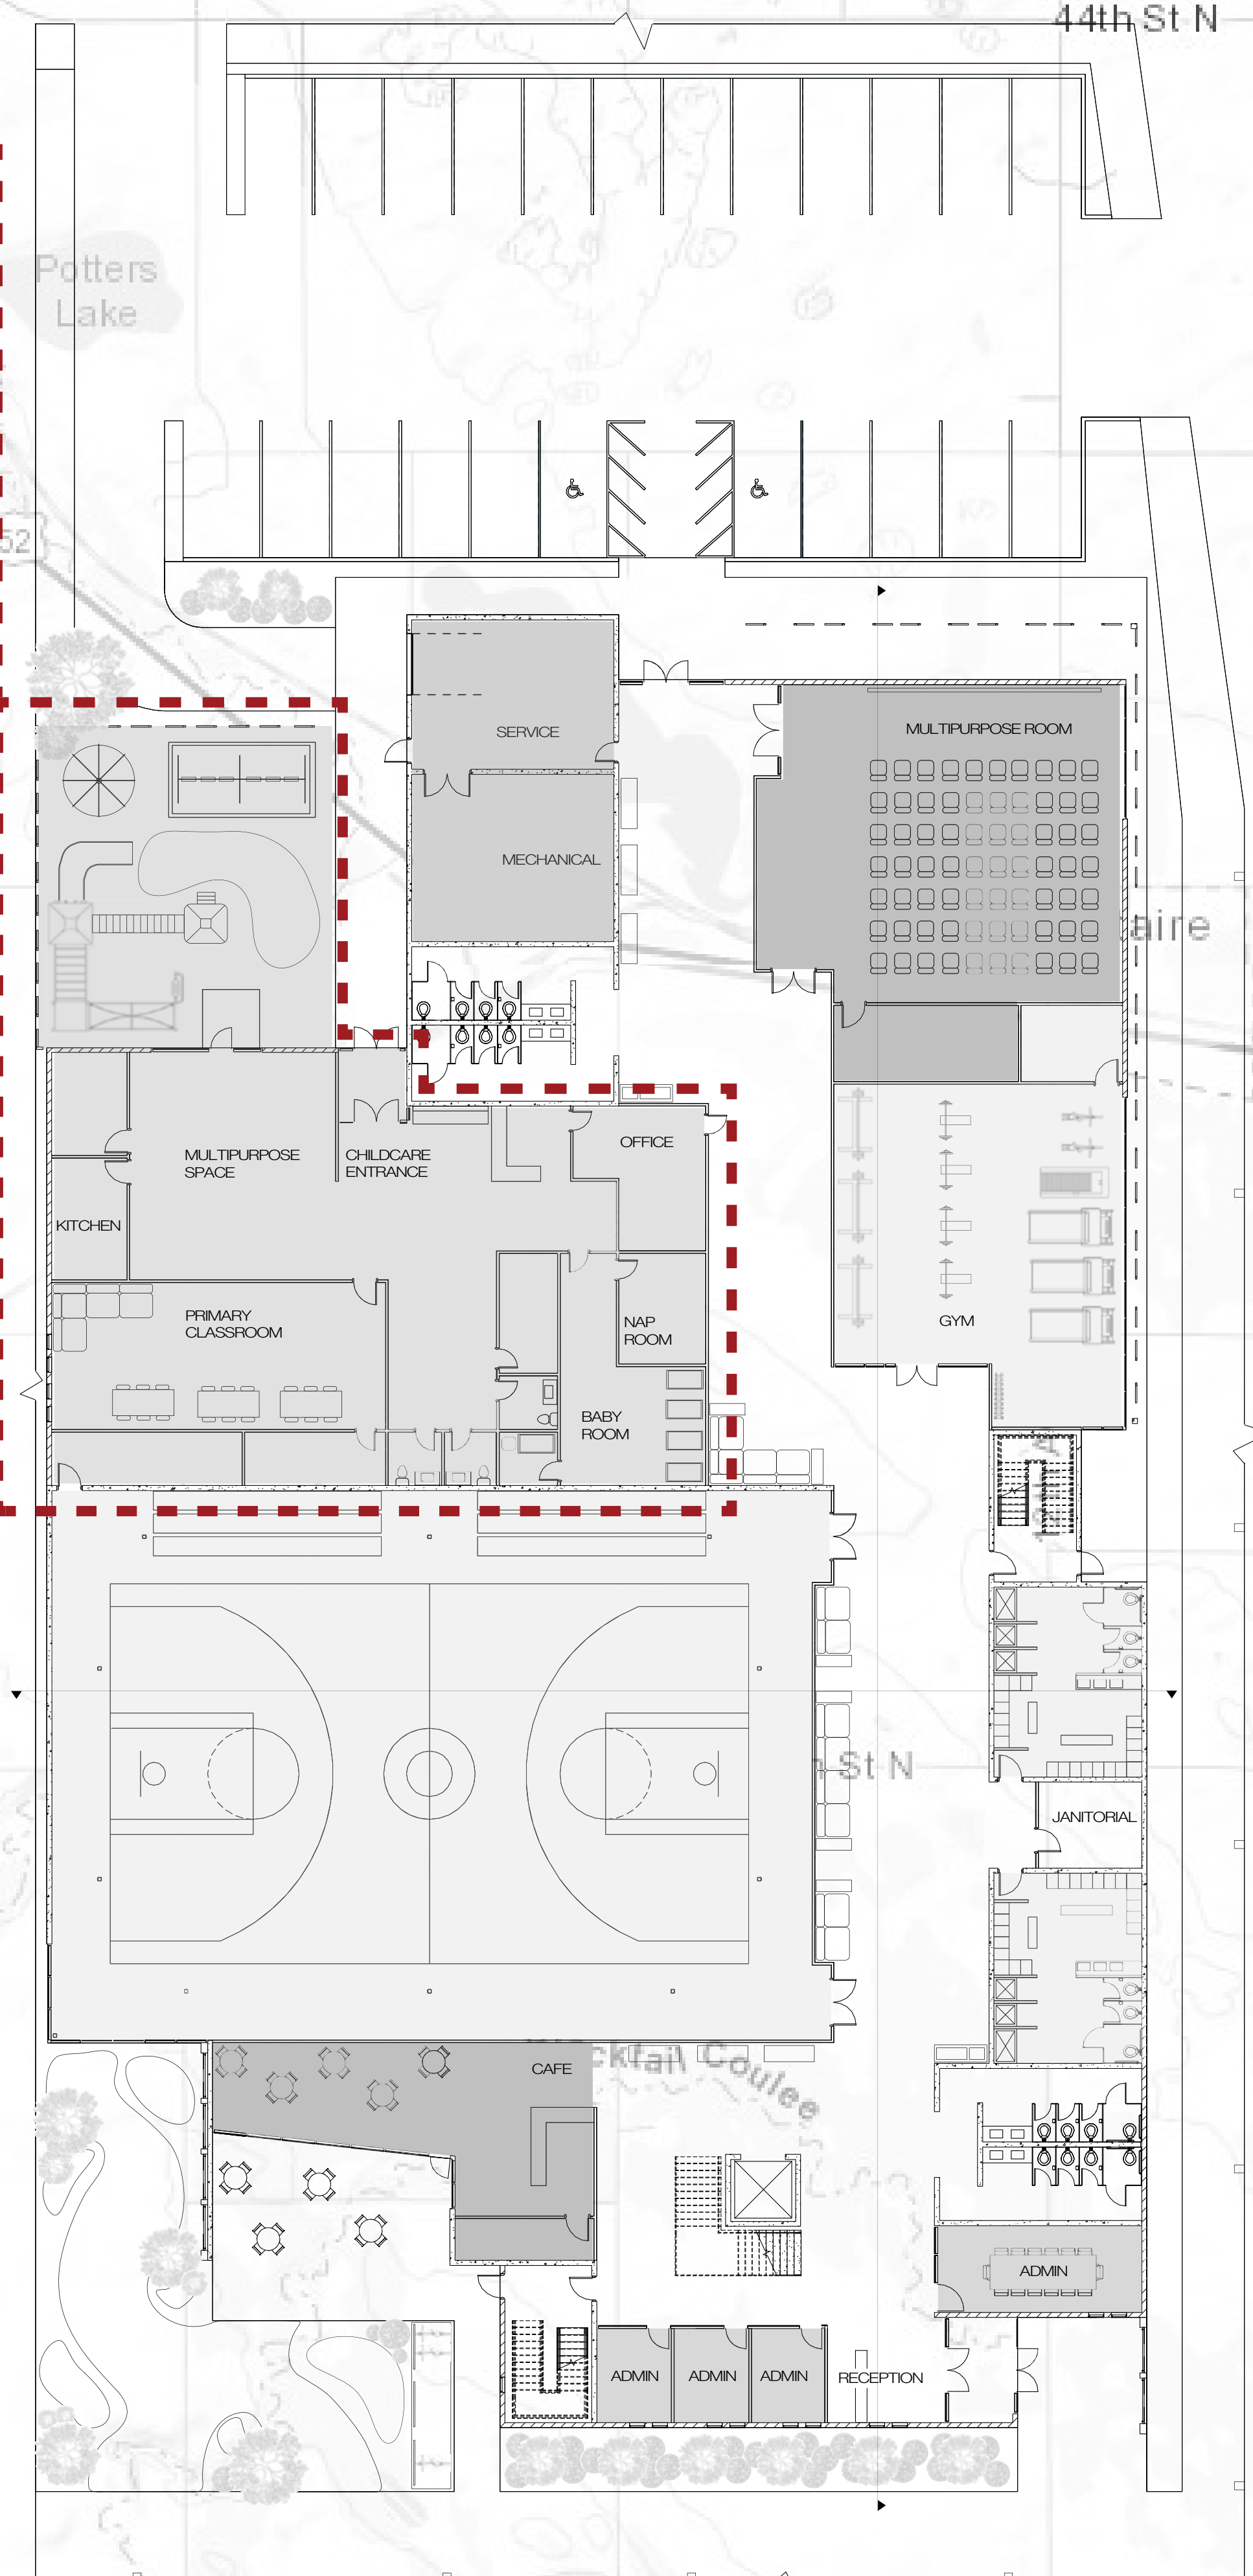 44th St N
Potters
Lake
52
SERVICE
MULTIPURPOSE ROOM
MECHANICAL
aire
OFFICE
MULTIPURPOSE
SPACE
CHILDCARE
ENTRANCE
KITCHEN
PRIMARY
CLASSROOM
NAP
ROOM
GYM
BABY
ROOM
St N
JANITORIAL
CAFE
Coulee
ADMIN
ADMIN
ADMIN
ADMIN
RECEPTION